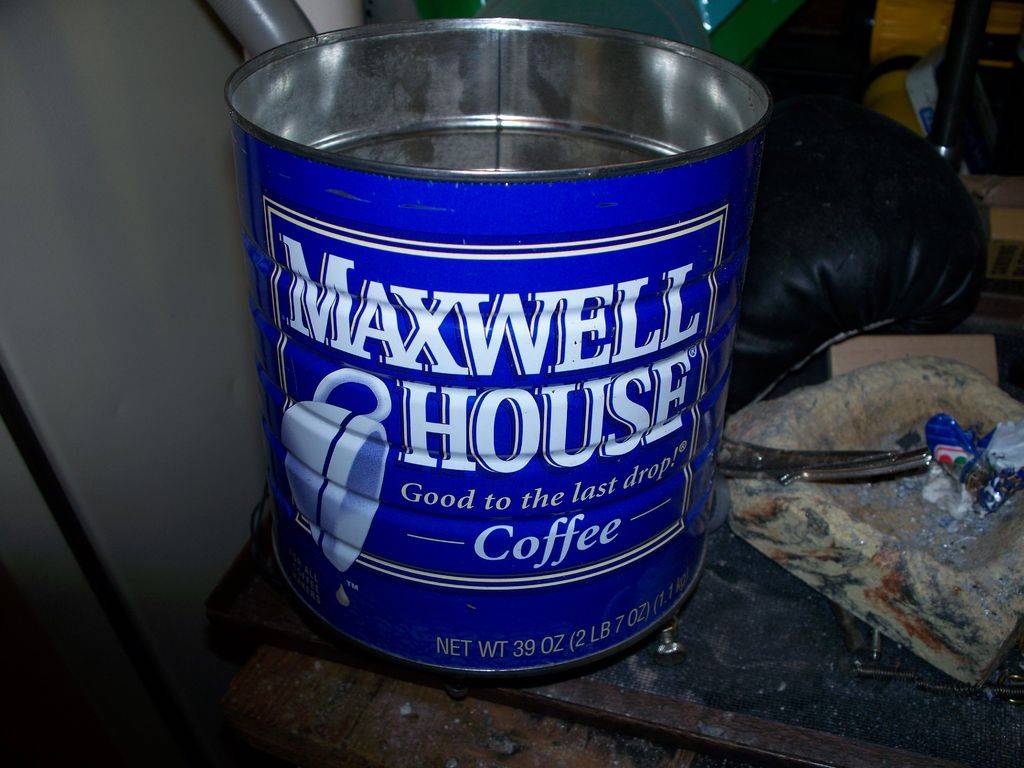 MAXWELL
HOUSE®
Good to the last drop!®
Coffee
TM
NET WT 39 OZ (2 LB 7 OZ) (1.1 kg)